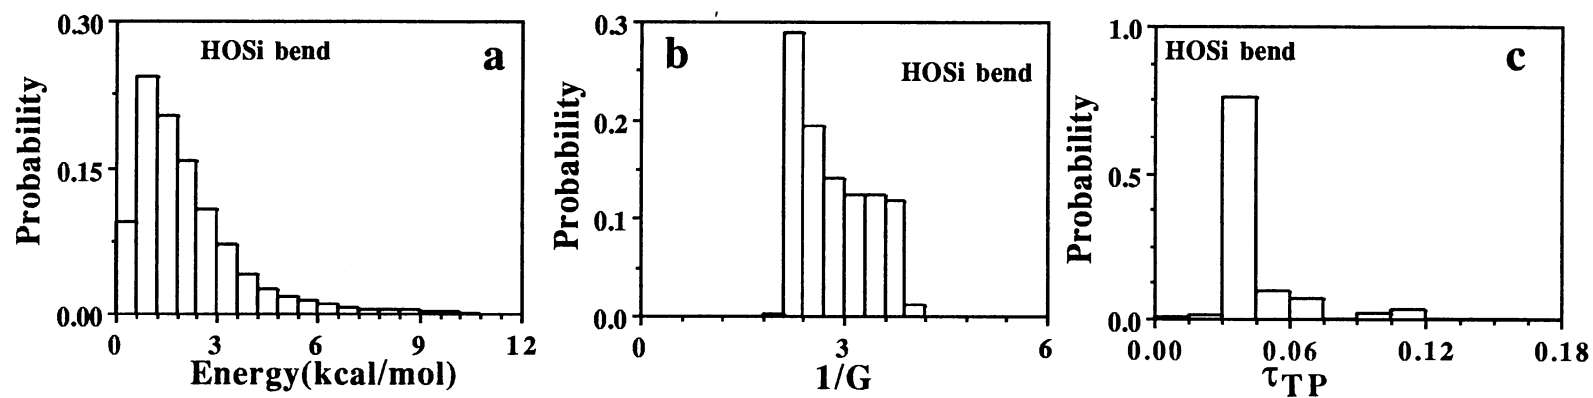 0.30
0.15
0.00
Probability
HOSi bend
a
0
3
6
9
12
Energy(kcal/mol)
0.3
0.2
0.1
0.0
Probability
b
HOSi bend
0
3
6
1/G
1.0
0.5
0.0
Probability
HOSi bend
c
0.00
0.06
0.12
0.18
τTP